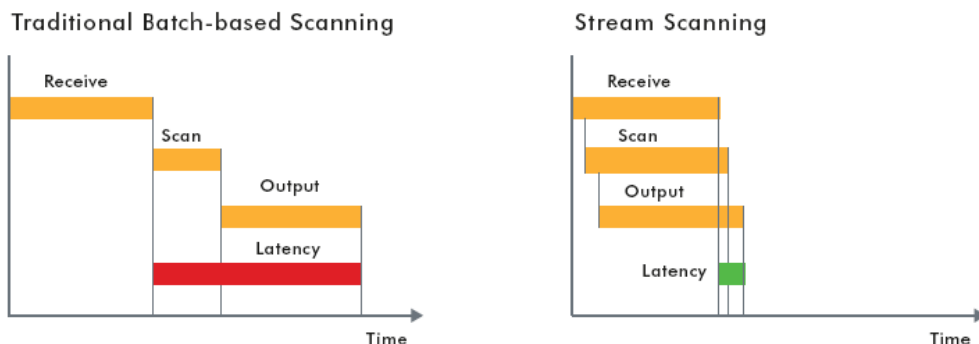 Traditional Batch-based Scanning
Receive
Scan
Output
Latency
Time
Stream Scanning
Receive
Scan
Output
Latency
Time